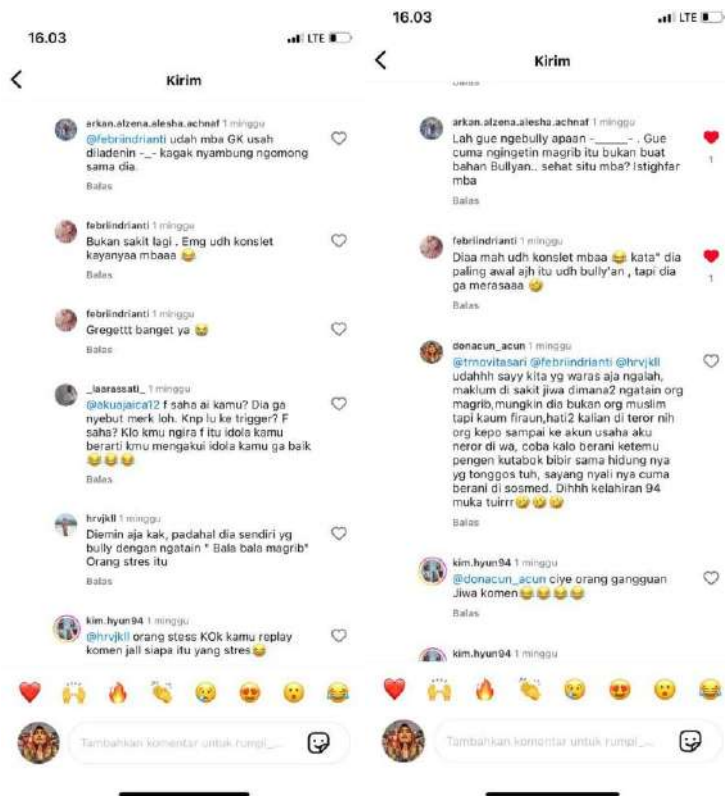 16.03
LTE
Kirim
arkan.alzena.alesha.achnaf 1 minggu
@febriindrianti udah mba GK usah
diladenin -_- kagak nyambung ngomong
sama dia.
Balas
febriindrianti 1 minggu
Bukan sakit lagi . Emg udh konslet
kayanyaa mbaaa 😂
Balas
febriindrianti 1 minggu
Gregettt banget ya 😭
Balas
_laarassati_ 1 minggu
@akuajaica12 f saha ai kamu? Dia ga
nyebut merk loh. Knp lu ke trigger? F
saha? Klo kmu ngira f itu idola kamu
berarti kmu mengakui idola kamu ga baik
😂😂😂
Balas
hrvjkll 1 minggu
Diemin aja kak, padahal dia sendiri yg
bully dengan ngatain " Bala bala magrib"
Orang stres itu
Balas
kim.hyun94 1 minggu
@hrvjkll orang stess KOk kamu replay
komen jall siapa itu yang stres😂
Tambahkan komentar untuk rumpi_...
16.03
LTE
Kirim
arkan.alzena.alesha.achnaf 1 minggu
Lah gue ngebully apaan -_____- . Gue
cuma ngingetin magrib itu bukan buat
bahan Bullyan.. sehat situ mba? Istighfar
mba
1
Balas
febriindrianti 1 minggu
Diaa mah udh konslet mbaa 😂 kata" dia
paling awal ajh itu udh bully'an , tapi dia
ga merasaaa 🤣
1
Balas
donacun_acun 1 minggu
@trnovitasari @febriindrianti @hrvjkll
udahhh sayy kita yg waras aja ngalah,
maklum di sakit jiwa dimana2 ngatain org
magrib,mungkin dia bukan org muslim
tapi kaum firaun,hati2 kalian di teror nih
org kepo sampai ke akun usaha aku
neror di wa, coba kalo berani ketemu
pengen kutabok bibir sama hidung nya
yg tonggos tuh, sayang nyali nya cuma
berani di sosmed. Dihhh kelahiran 94
muka tuirrr🤣🤣🤣
Balas
kim.hyun94 1 minggu
@donacun_acun ciye orang gangguan
Jiwa komen😂😂😂😂
Balas
kim.hyun94 1 minggu
Tambahkan komentar untuk rumpi_...